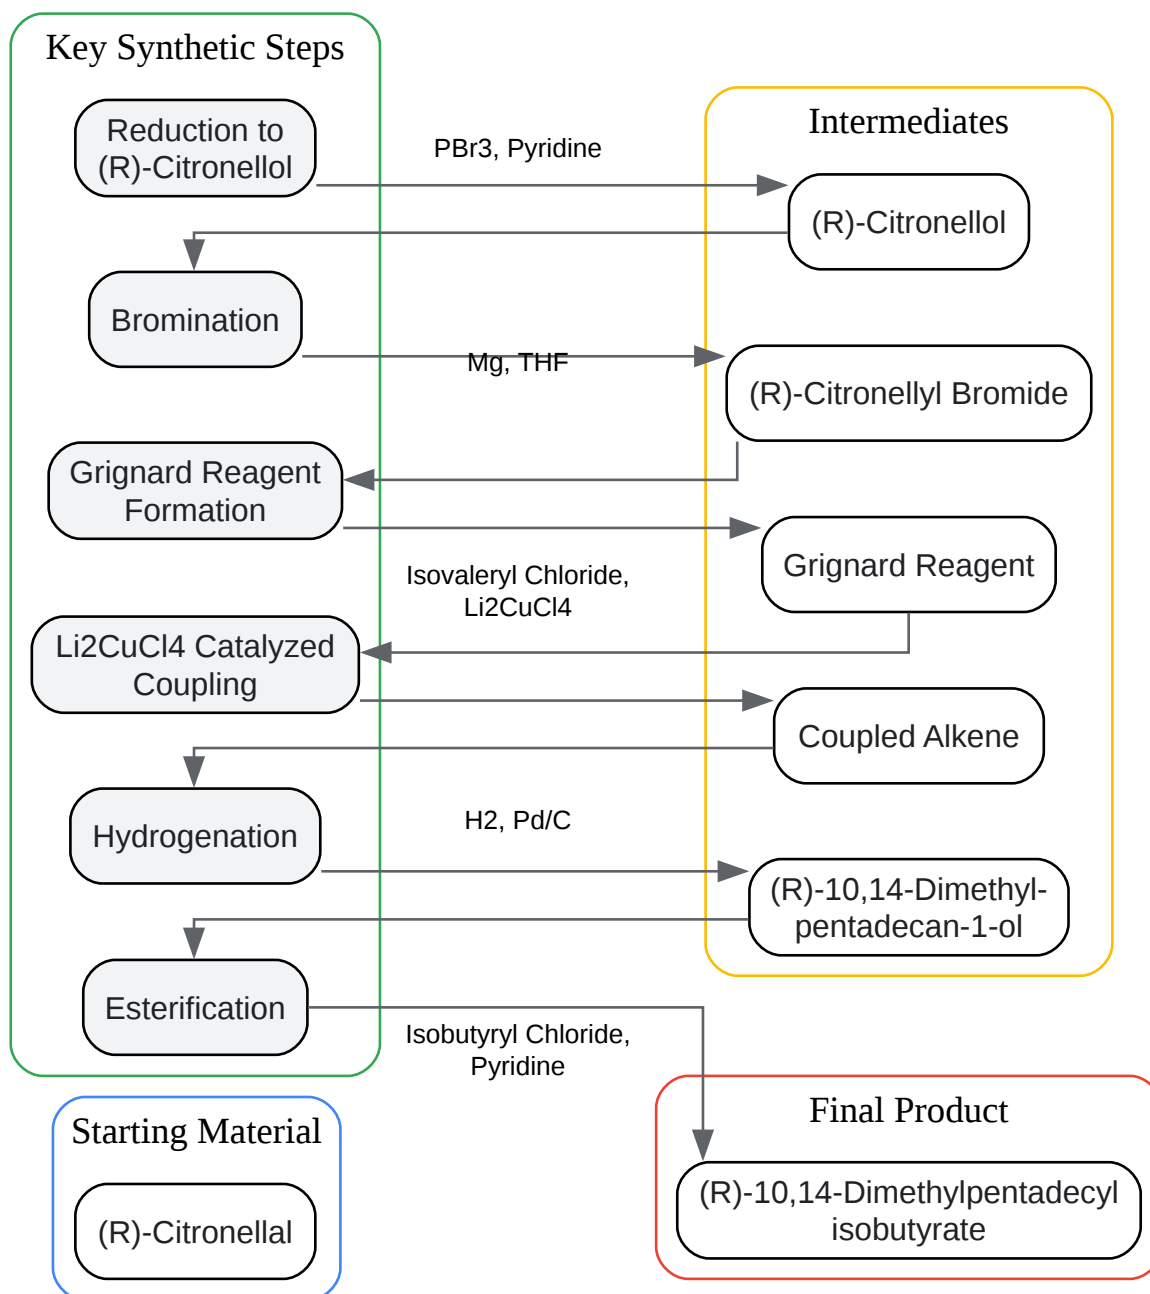 Key Synthetic Steps
Reduction to
(R)-Citronellol
PBr3, Pyridine
Intermediates
(R)-Citronellol
Bromination
Mg, THF
(R)-Citronellyl Bromide
Grignard Reagent
Formation
Grignard Reagent
Isovaleryl Chloride,
Li2CuCl4
Li2CuCl4 Catalyzed
Coupling
Coupled Alkene
Hydrogenation
H2, Pd/C
(R)-10,14-Dimethyl-
pentadecan-1-ol
Esterification
Isobutyryl Chloride,
Pyridine
Starting Material
(R)-Citronellal
Final Product
(R)-10,14-Dimethylpentadecyl
isobutyrate